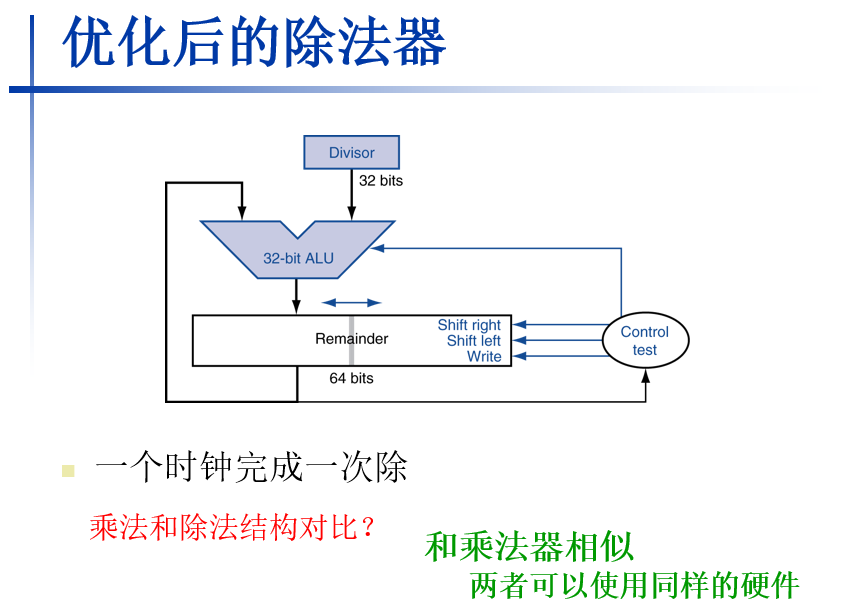 优化后的除法器
Divisor
32 bits
32-bit ALU
Remainder
Shift right
Shift left
Write
Control
test
64 bits
一个时钟完成一次除
乘法和除法结构对比？
和乘法器相似
两者可以使用同样的硬件